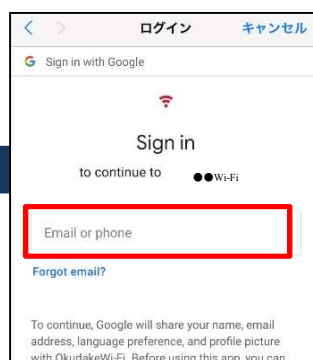 ログイン
キャンセル
Sign in with Google
Sign in
to continue to ●●Wi-Fi
Email or phone
Forgot email?
To continue, Google will share your name, email
address, language preference, and profile picture
with OkudakeWi-Fi. Before using this app, you can